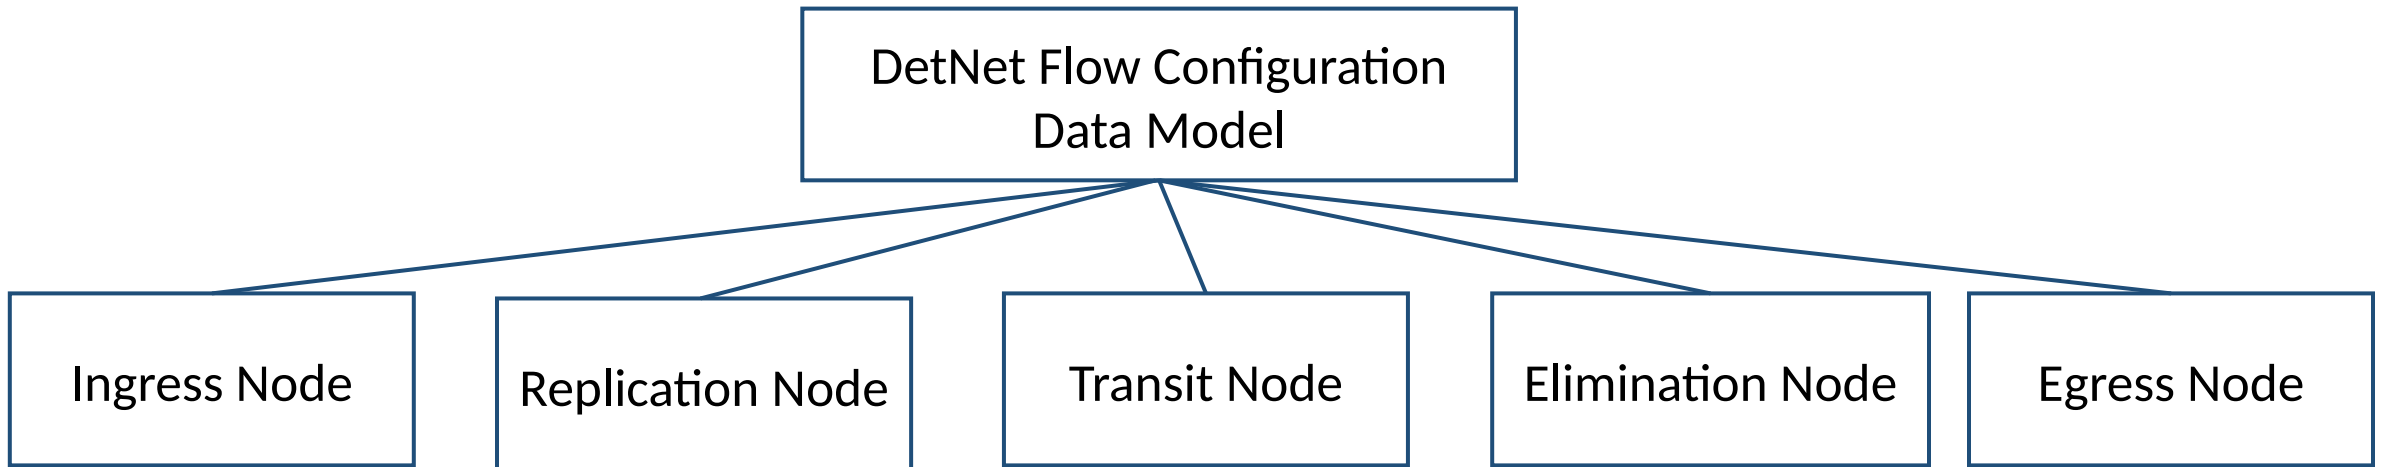 DetNet Flow Configuration
Data Model
Ingress Node
Replication Node
Transit Node
Elimination Node
Egress Node